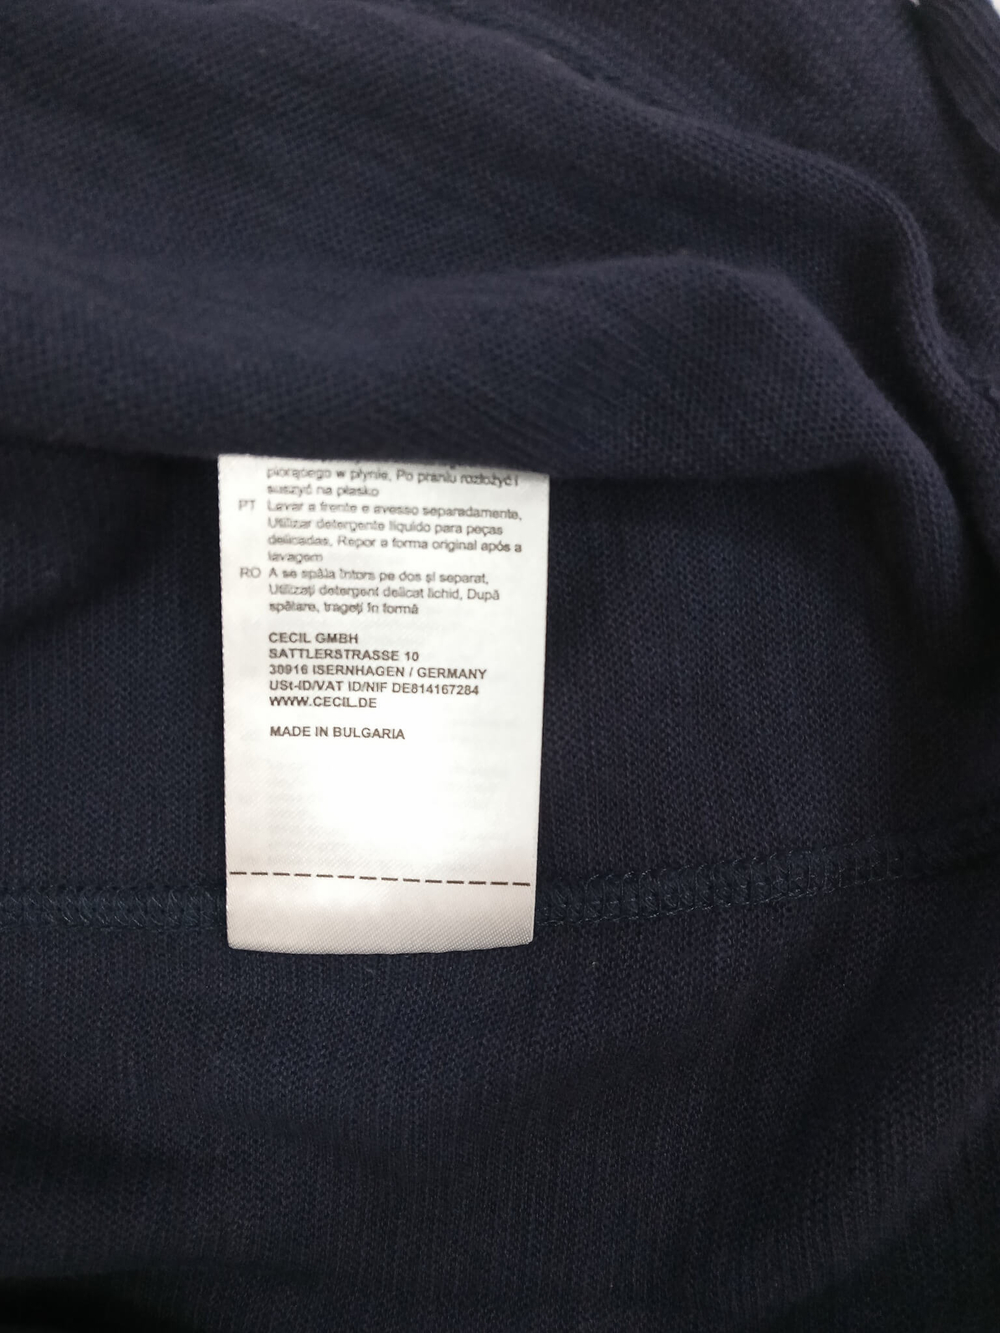 piorącego w płynie, Po praniu rozłożyć i
suszyć na płasko
PT Lavar a frente e avesso separadamente,
Utilizar detergente líquido para peças
delicadas, Repor a forma original após a
lavagem
RO A se spăla întors pe dos şi separat,
Utilizaţi detergent delicat lichid, După
spălare, trageţi în formă
CECIL GMBH
SATTLERSTRASSE 10
30916 ISERNHAGEN / GERMANY
USt-ID/VAT ID/NIF DE814167284
WWW.CECIL.DE
MADE IN BULGARIA